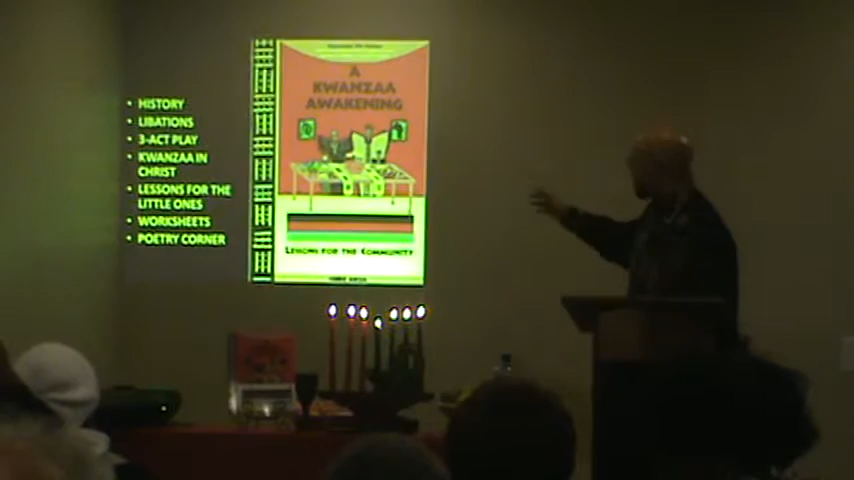 • HISTORY
• LIBATIONS
• 3-ACT PLAY
• KWANZAA IN
CHRIST
• LESSONS FOR THE
LITTLE ONES
• WORKSHEETS
• POETRY CORNER
A
KWANZAA
AWAKENING
LESSONS FOR THE COMMUNITY